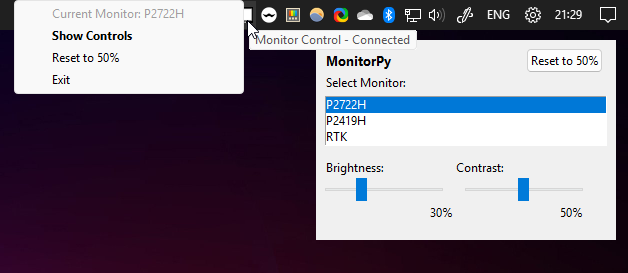 Current Monitor: P2722H
Show Controls
Reset to 50%
Exit
ENG
21:29
Monitor Control - Connected
MonitorPy
Reset to 50%
Select Monitor:
P2722H
P2419H
RTK
Brightness:
Contrast:
30%
50%